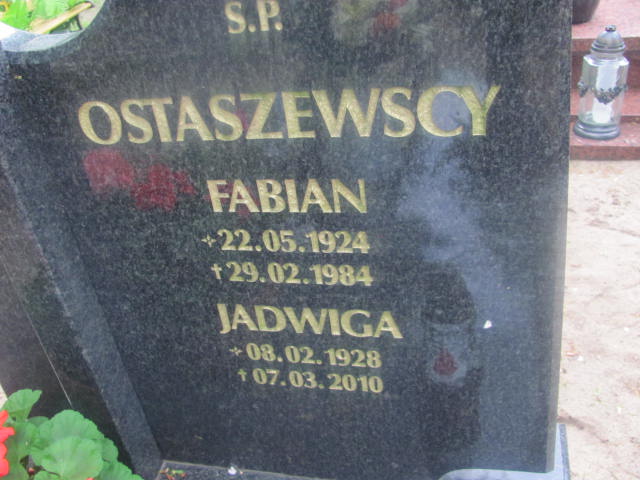 S.P.
OSTASZEWSCY
FABIAN
+22.05.1924
†29.02.1984
JADWIGA
+08.02.1928
†07.03.2010